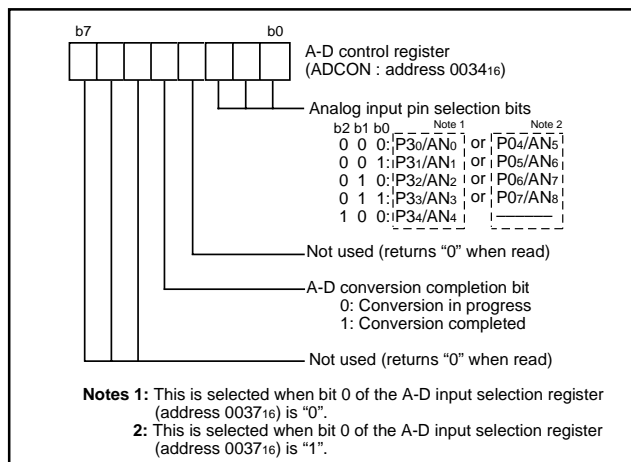 b7 b0
A-D control register
(ADCON : address 003416)
Analog input pin selection bits
b2 b1 b0 Note 1 Note 2
0 0 0: P30/AN0 or P04/AN5
0 0 1: P31/AN1 or P05/AN6
0 1 0: P32/AN2 or P06/AN7
0 1 1: P33/AN3 or P07/AN8
1 0 0: P34/AN4 ———
Not used (returns “0” when read)
A-D conversion completion bit
0: Conversion in progress
1: Conversion completed
Not used (returns “0” when read)
Notes 1: This is selected when bit 0 of the A-D input selection register
(address 003716) is “0”.
2: This is selected when bit 0 of the A-D input selection register
(address 003716) is “1”.